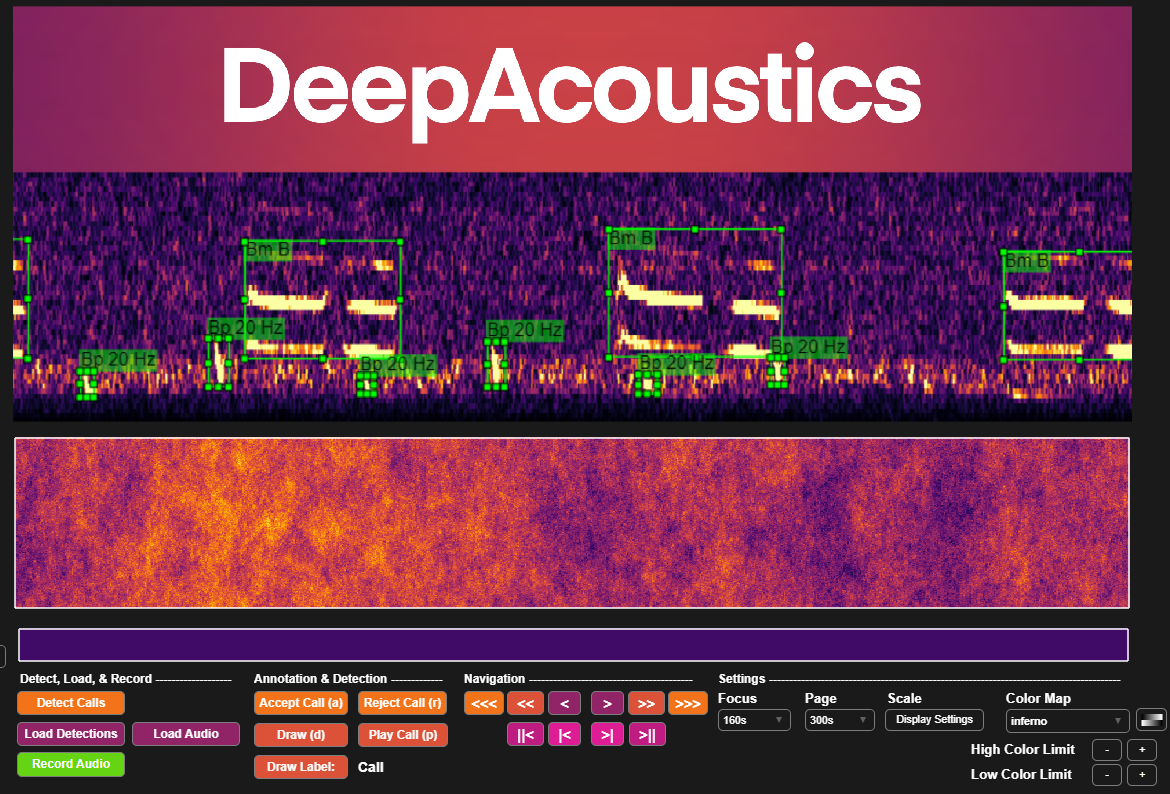 DeepAcoustics
Bm B
Bm B
Bm B
Bp 20 Hz
Bp 20 Hz
Bp 20 Hz
Bp 20 Hz
Bp 20 Hz
Bp 20 Hz
Detect, Load, & Record -------------------
Annotation & Detection -------------
Navigation -----------------------------------------
Settings ----------------------------------------------------------------------------------------
Detect Calls
Accept Call (a)
Reject Call (r)
<<<
<<
<
>
>>
>>>
Focus
Page
Scale
Color Map
160s
300s
Display Settings
inferno
Load Detections
Load Audio
Draw (d)
Play Call (p)
||<
|<
>|
>||
High Color Limit
-
+
Record Audio
Draw Label:
Call
Low Color Limit
-
+